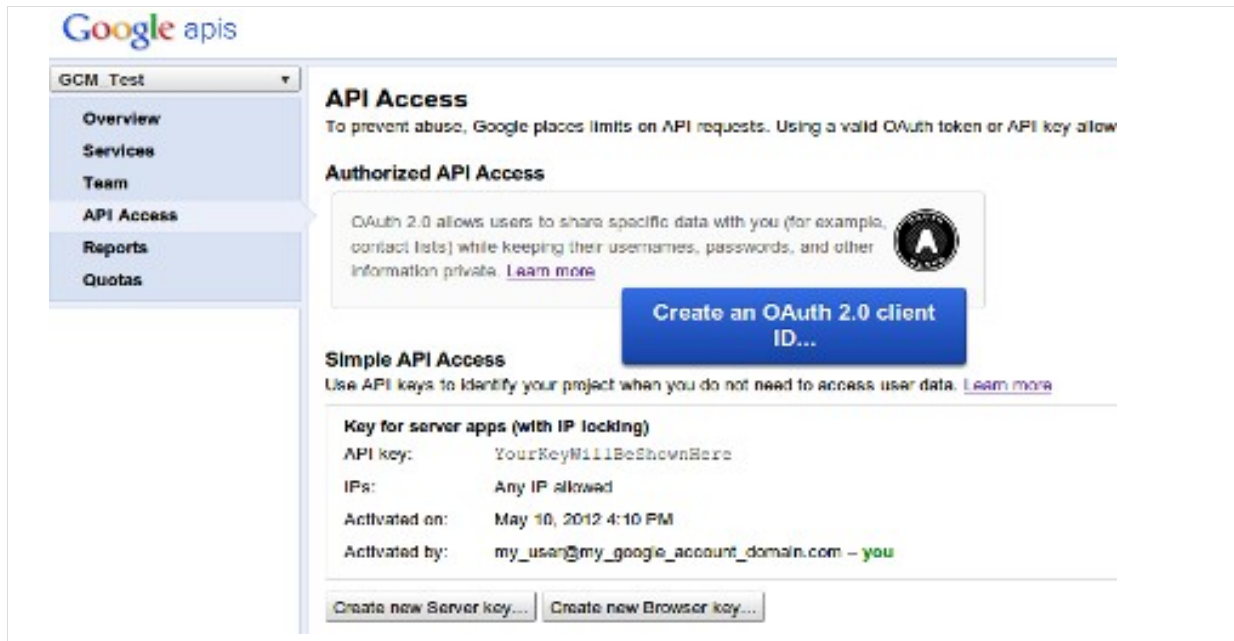 Google apis
GCM_Test
Overview
Services
Team
API Access
Reports
Quotas
API Access
To prevent abuse, Google places limits on API requests. Using a valid OAuth token or API key allow
Authorized API Access
OAuth 2.0 allows users to share specific data with you (for example,
contact lists) while keeping their usernames, passwords, and other
information private. Learn more
Create an OAuth 2.0 client
ID...
Simple API Access
Use API keys to identify your project when you do not need to access user data. Learn more
Key for server apps (with IP locking)
API key: YourKeyWillBeShownHere
IPs: Any IP allowed
Activated on: May 10, 2012 4:10 PM
Activated by: my_user@my_google_account_domain.com – you
Create new Server key... Create new Browser key...